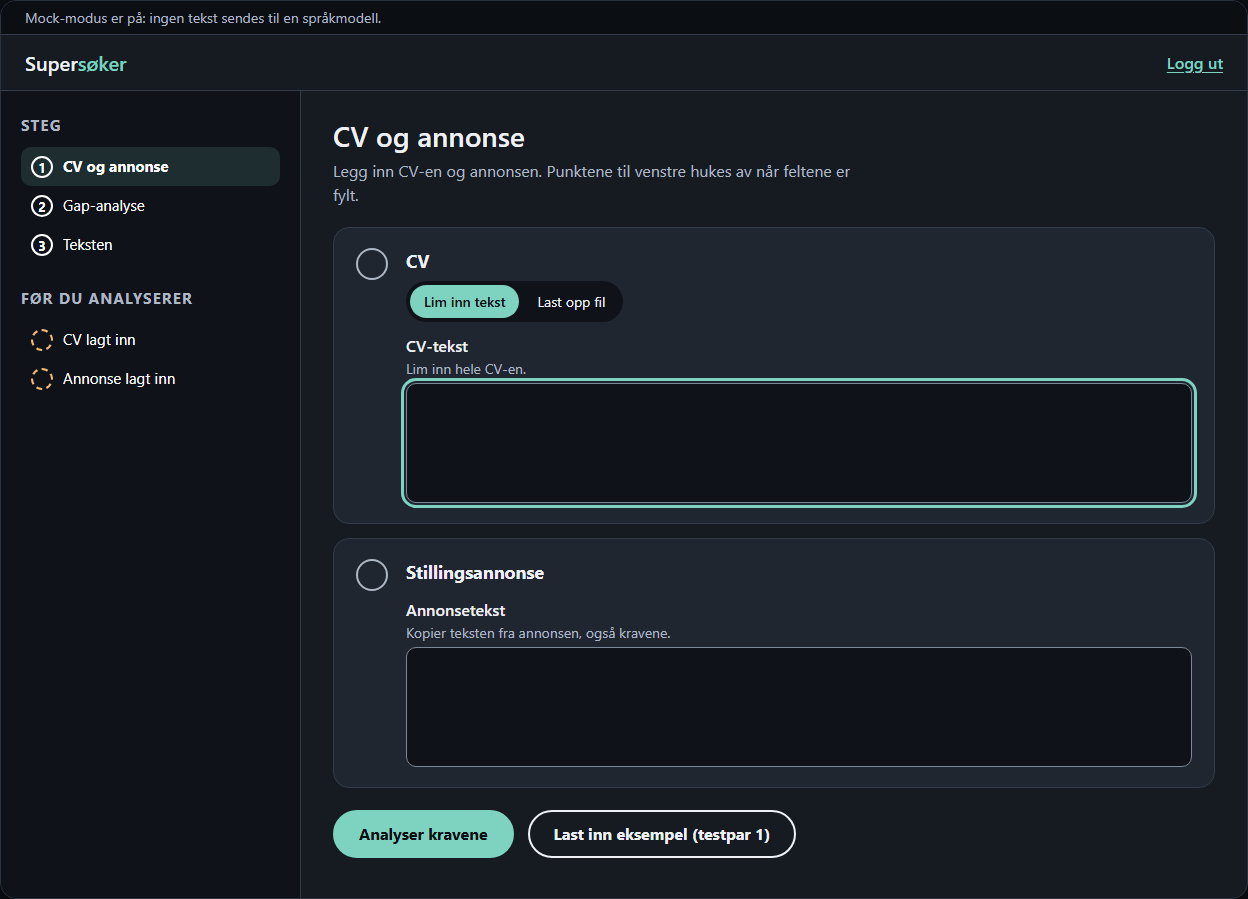 Mock-modus er på: ingen tekst sendes til en språkmodell.
Supersøker
Logg ut
STEG
1 CV og annonse
2 Gap-analyse
3 Teksten
FØR DU ANALYSERER
CV lagt inn
Annonse lagt inn
CV og annonse
Legg inn CV-en og annonsen. Punktene til venstre hukes av når feltene er
fylt.
CV
Lim inn tekst
Last opp fil
CV-tekst
Lim inn hele CV-en.
Stillingsannonse
Annonsetekst
Kopier teksten fra annonsen, også kravene.
Analyser kravene
Last inn eksempel (testpar 1)